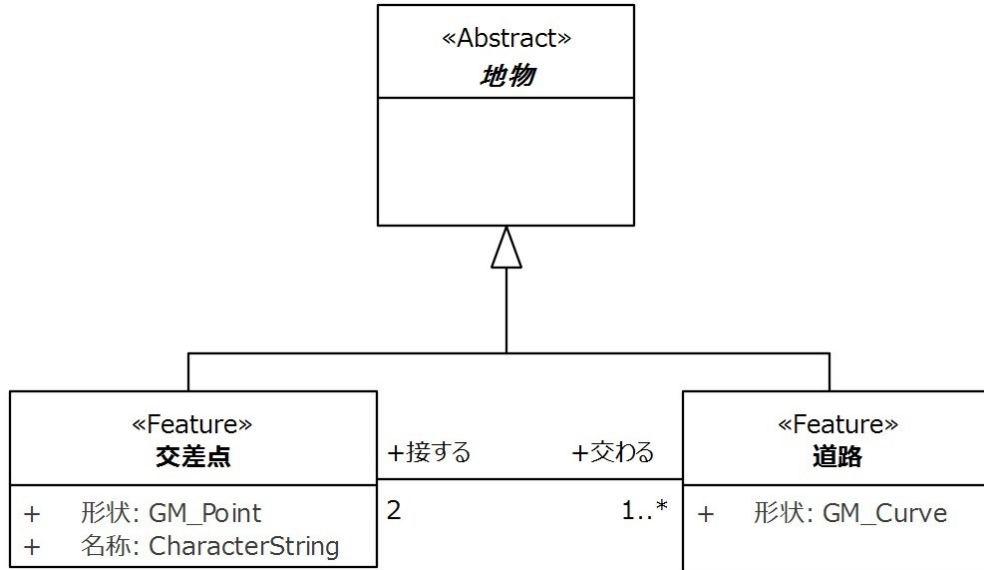 «Abstract»
地物
«Feature»
交差点
+ 形状: GM_Point
+ 名称: CharacterString
+接する
+交わる
2
1..*
«Feature»
道路
+ 形状: GM_Curve